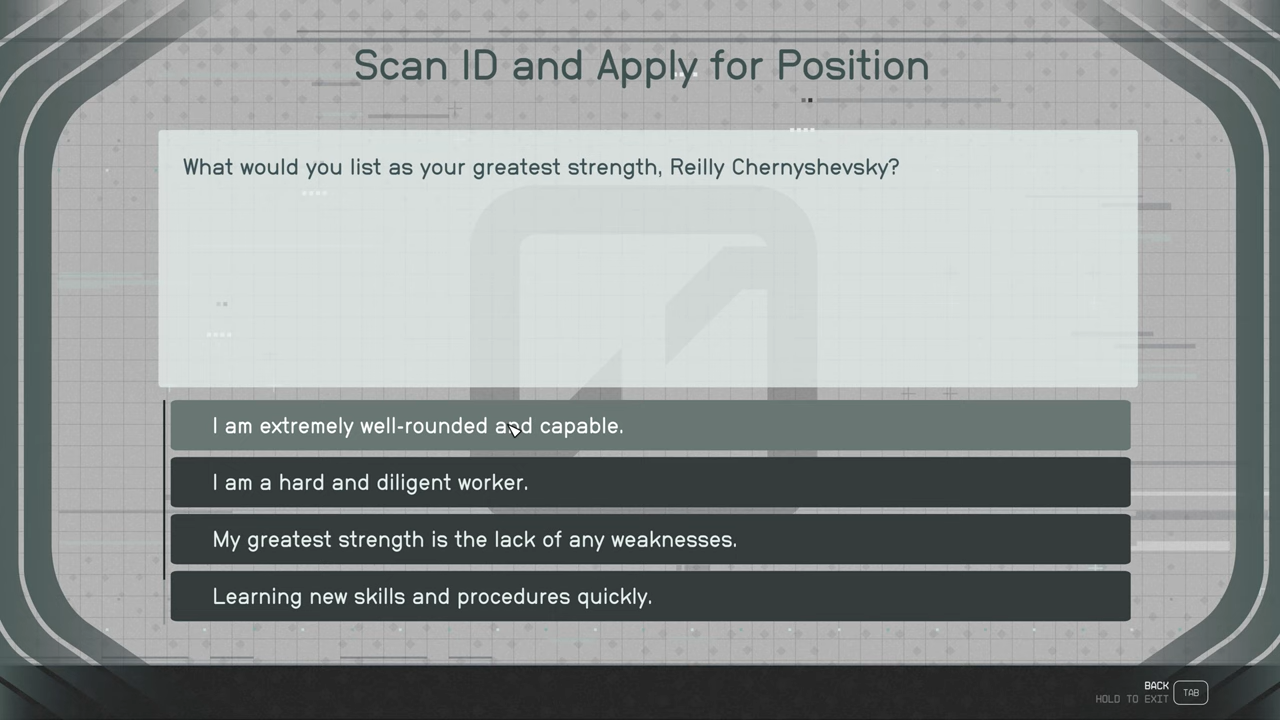 Scan ID and Apply for Position
What would you list as your greatest strength, Reilly Chernyshevsky?
I am extremely well-rounded and capable.
I am a hard and diligent worker.
My greatest strength is the lack of any weaknesses.
Learning new skills and procedures quickly.
BACK
HOLD TO EXIT TAB